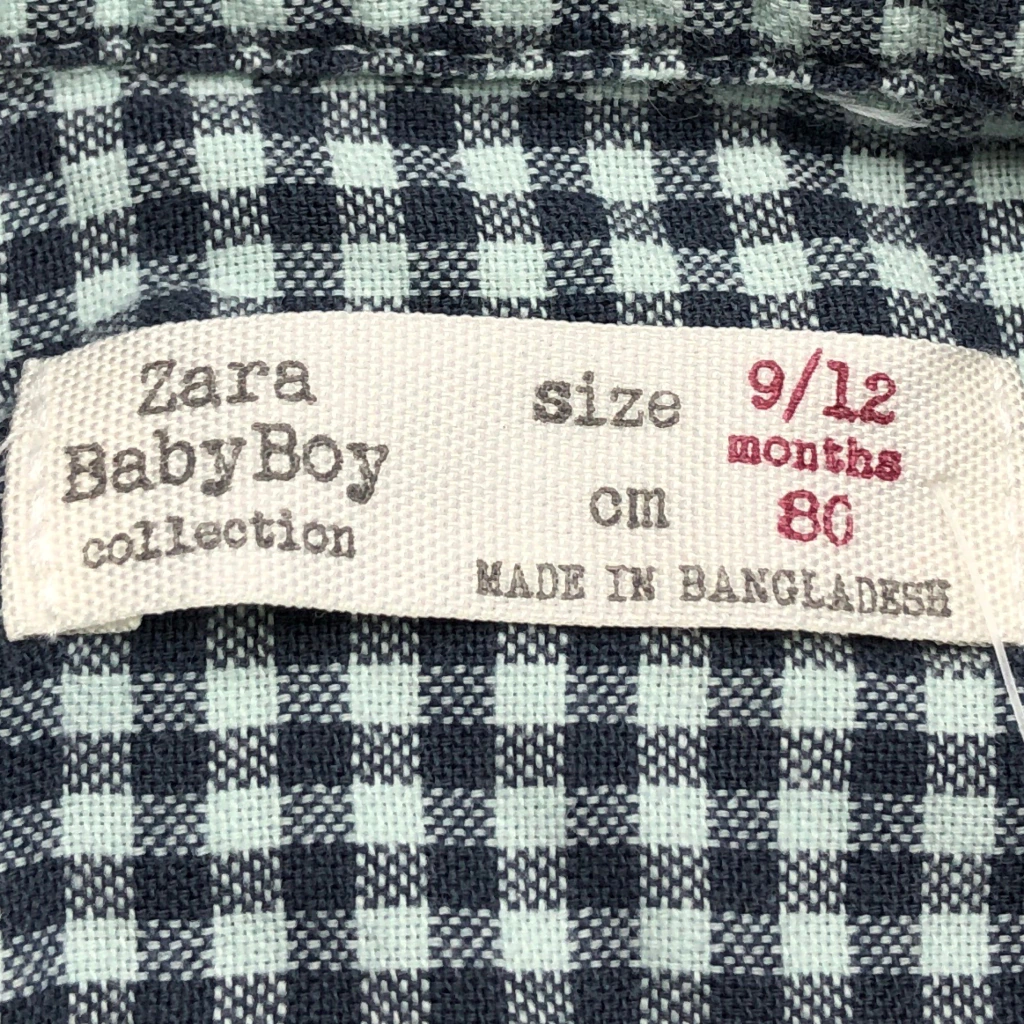 Zara
BabyBoy
collection
size 9/12
months
cm 80
MADE IN BANGLADESH